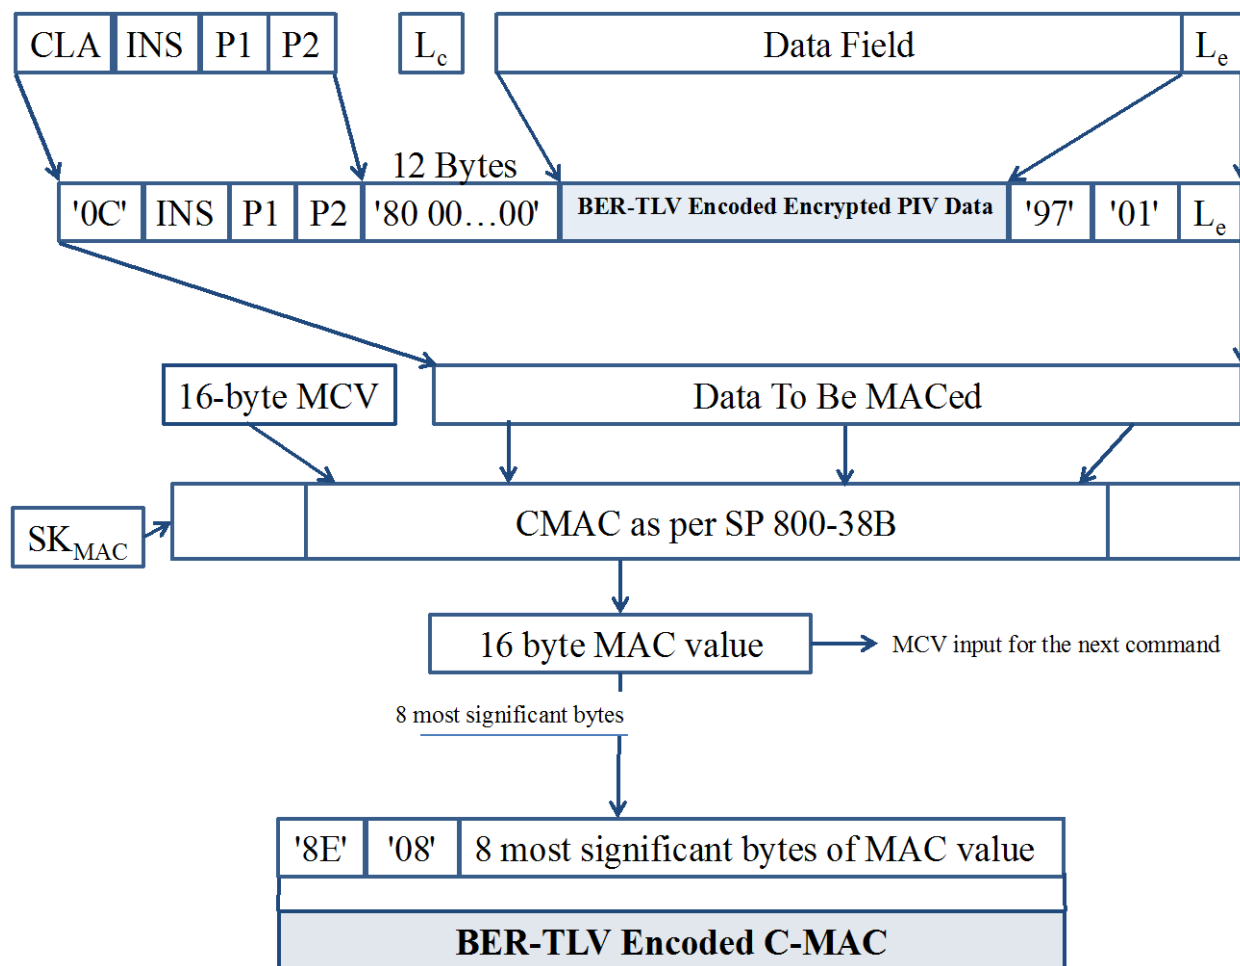 CLA INS P1 P2 Lc Data Field Le
12 Bytes
'0C' INS P1 P2 '80 00…00' BER-TLV Encoded Encrypted PIV Data '97' '01' Le
16-byte MCV Data To Be MACed
SKMAC CMAC as per SP 800-38B
16 byte MAC value MCV input for the next command
8 most significant bytes
'8E' '08' 8 most significant bytes of MAC value
BER-TLV Encoded C-MAC